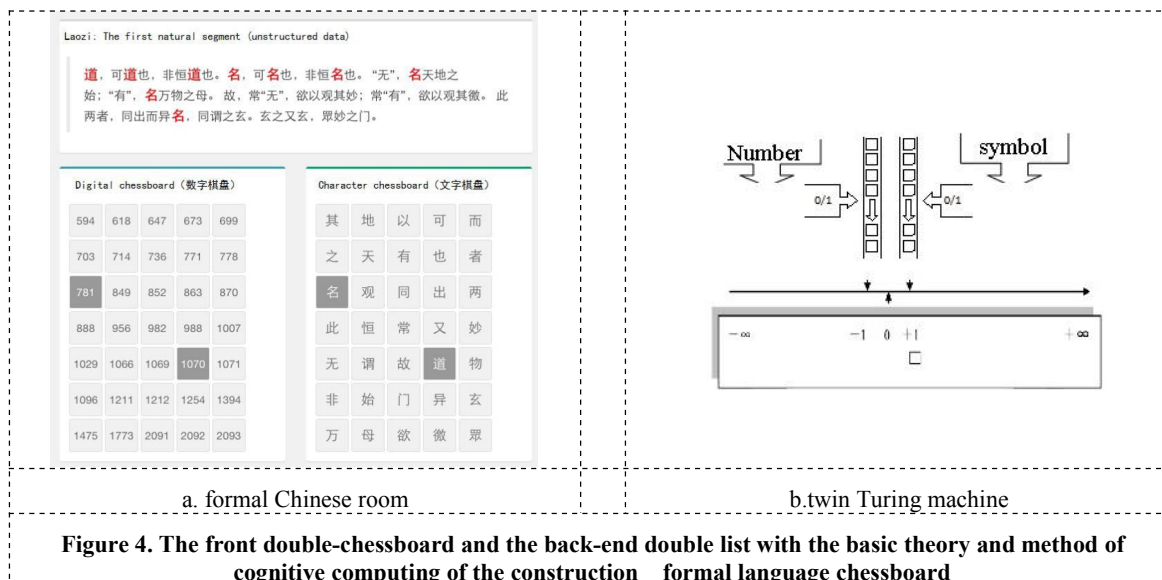 Laozi: The first natural segment (unstructured data)
道，可道也，非恒道也。名，可名也，非恒名也。“无”，名天地之
始；“有”，名万物之母。 故，常“无”，欲以观其妙；常“有”，欲以观其徼。 此
两者，同出而异名，同谓之玄。玄之又玄，眾妙之门。
Digital chessboard (数字棋盘)
594 618 647 673 699
703 714 736 771 778
781 849 852 863 870
888 956 982 988 1007
1029 1066 1069 1070 1071
1096 1211 1212 1254 1394
1475 1773 2091 2092 2093
Character chessboard (文字棋盘)
其 地 以 可 而
之 天 有 也 者
名 观 同 出 两
此 恒 常 又 妙
无 谓 故 道 物
非 始 门 异 玄
万 母 欲 徼 眾
Number
symbol
0/1
0/1
-∞ -1 0 +1 +∞
a. formal Chinese room
b.twin Turing machine
Figure 4. The front double-chessboard and the back-end double list with the basic theory and method of
cognitive computing of the construction formal language chessboard